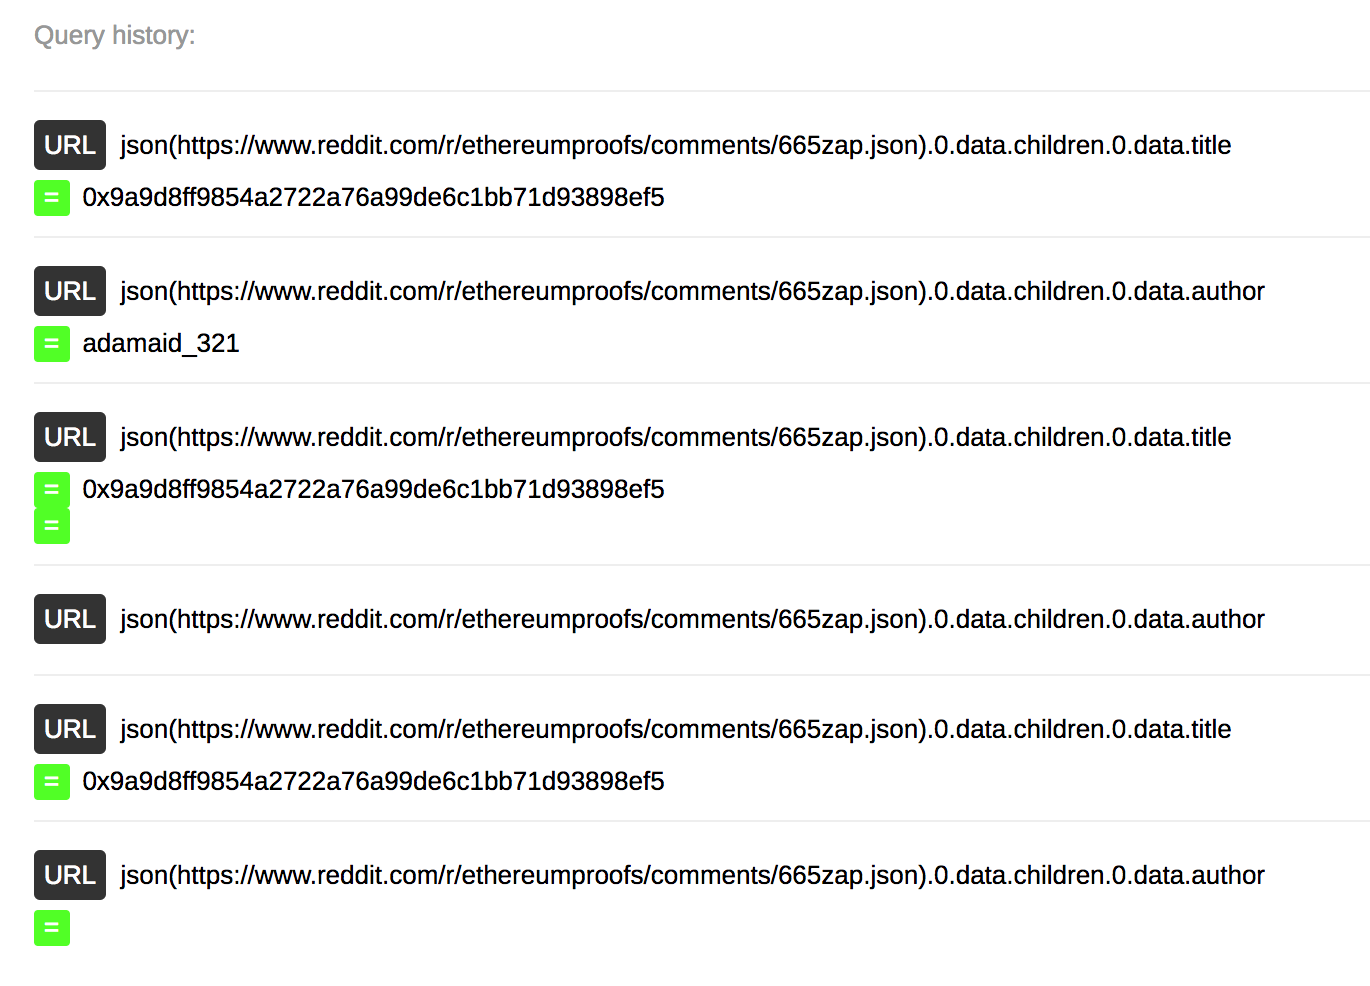 Query history:
URL json(https://www.reddit.com/r/ethereumproofs/comments/665zap.json).0.data.children.0.data.title
= 0x9a9d8ff9854a2722a76a99de6c1bb71d93898ef5
URL json(https://www.reddit.com/r/ethereumproofs/comments/665zap.json).0.data.children.0.data.author
= adamaid_321
URL json(https://www.reddit.com/r/ethereumproofs/comments/665zap.json).0.data.children.0.data.title
= 0x9a9d8ff9854a2722a76a99de6c1bb71d93898ef5
=
URL json(https://www.reddit.com/r/ethereumproofs/comments/665zap.json).0.data.children.0.data.author
URL json(https://www.reddit.com/r/ethereumproofs/comments/665zap.json).0.data.children.0.data.title
= 0x9a9d8ff9854a2722a76a99de6c1bb71d93898ef5
URL json(https://www.reddit.com/r/ethereumproofs/comments/665zap.json).0.data.children.0.data.author
=